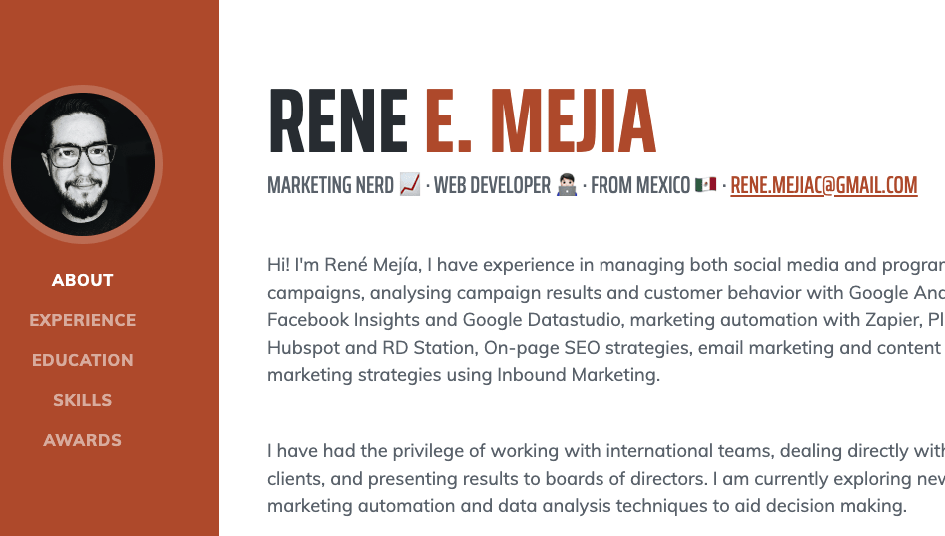 ABOUT
EXPERIENCE
EDUCATION
SKILLS
AWARDS
RENE E. MEJIA
MARKETING NERD 📈 · WEB DEVELOPER 👨🏻‍💻 · FROM MEXICO 🇲🇽 · RENE.MEJIAC@GMAIL.COM
Hi! I'm René Mejía, I have experience in managing both social media and
campaigns, analysing campaign results and customer behavior with Google
Facebook Insights and Google Datastudio, marketing automation with Zapier,
Hubspot and RD Station, On-page SEO strategies, email marketing and content
marketing strategies using Inbound Marketing.
I have had the privilege of working with international teams, dealing directly
clients, and presenting results to boards of directors. I am currently exploring
marketing automation and data analysis techniques to aid decision making.